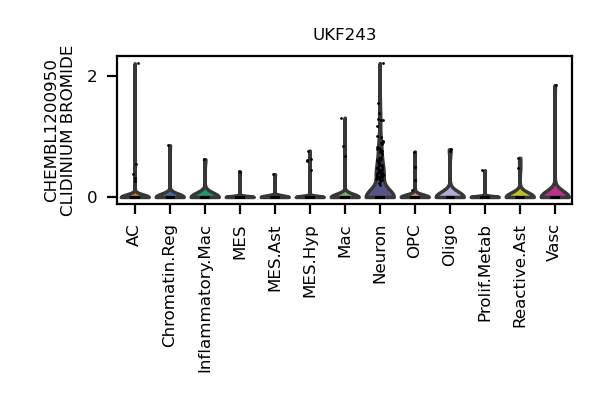 UKF243
CHEMBL1200950
CLIDINIUM BROMIDE
2
0
AC
Chromatin.Reg
Inflammatory.Mac
MES
MES.Ast
MES.Hyp
Mac
Neuron
OPC
Oligo
Prolif.Metab
Reactive.Ast
Vasc